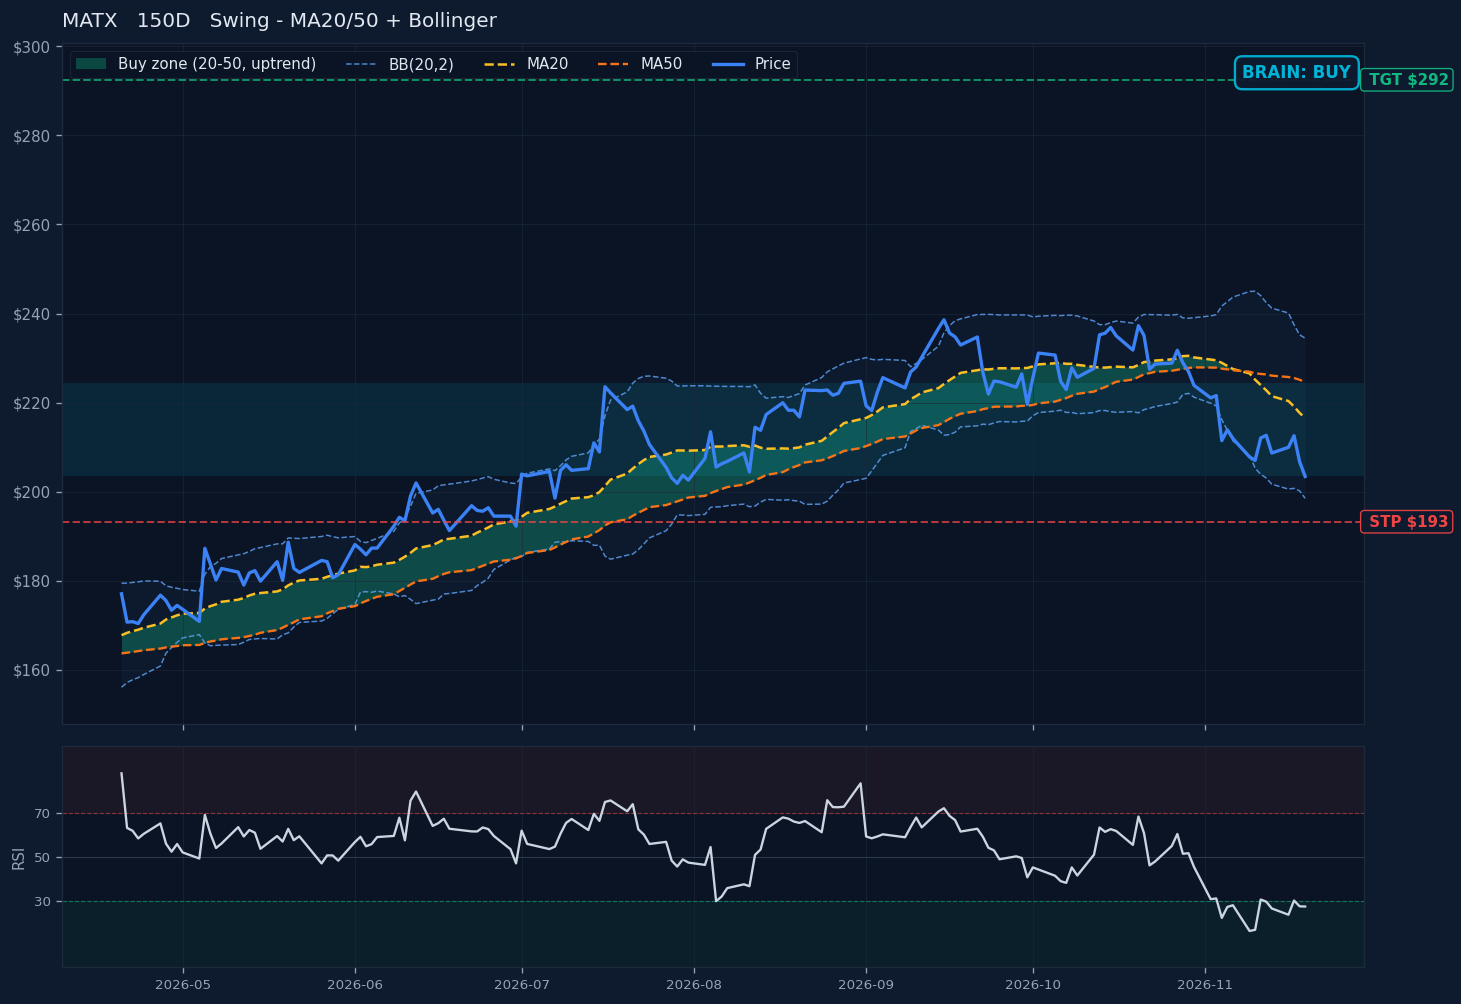 MATX   150D   Swing - MA20/50 + Bollinger
$300
Buy zone (20-50, uptrend)
BB(20,2)
MA20
MA50
Price
BRAIN: BUY
TGT $292
$280
$260
$240
$220
$200
STP $193
$180
$160
70
50
30
RSI
2026-05
2026-06
2026-07
2026-08
2026-09
2026-10
2026-11